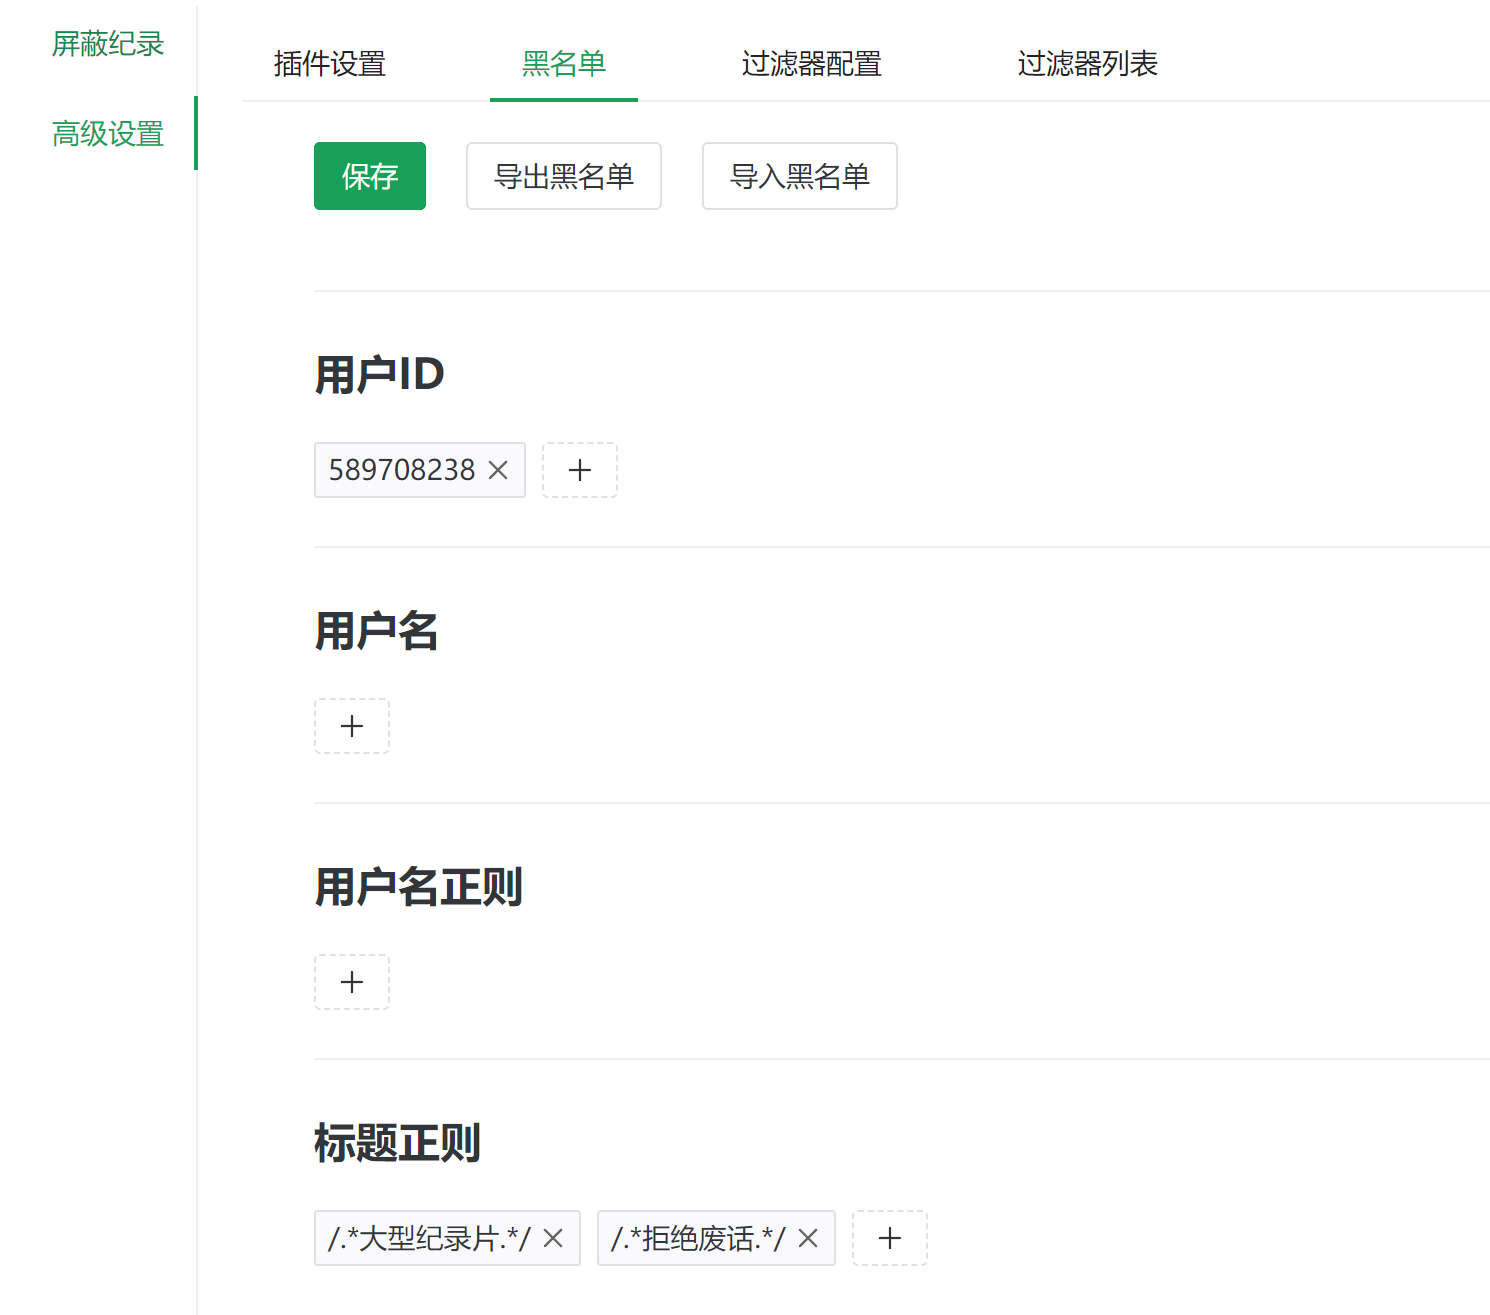 屏蔽纪录
高级设置
插件设置 黑名单 过滤器配置 过滤器列表
保存 导出黑名单 导入黑名单
用户ID
589708238
用户名
用户名正则
标题正则
/.*大型纪录片.*/ /.*拒绝废话.*/